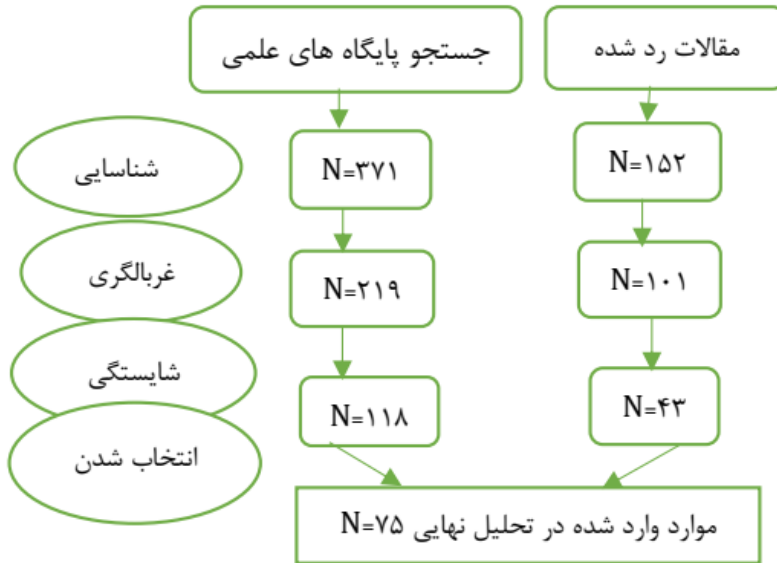 مقالات رد شده
جستجو پایگاه های علمی
شناسایی
N=۳۷۱
N=۱۵۲
غربالگری
N=۲۱۹
N=۱۰۱
شایستگی
N=۱۱۸
N=۴۳
انتخاب شدن
موارد وارد شده در تحلیل نهایی N=۷۵